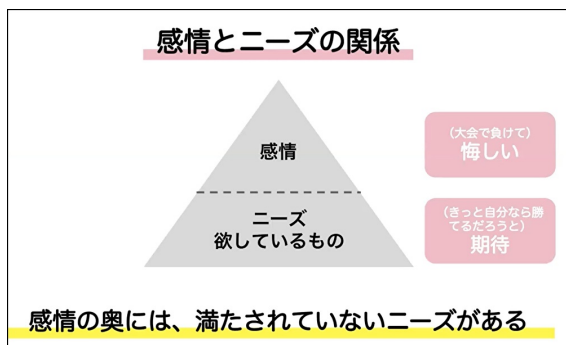 感情とニーズの関係
感情
(大会で負けて)
悔しい
ニーズ
欲しているもの
(きっと自分なら勝
てるだろうと)
期待
感情の奥には、満たされていないニーズがある